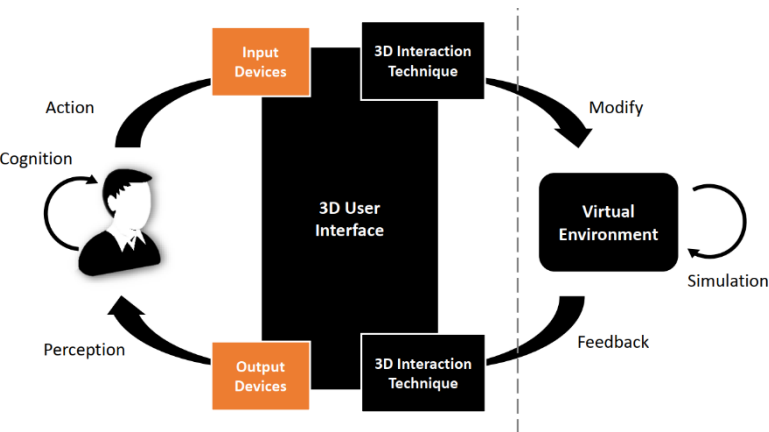 Input
Devices
3D Interaction
Technique
Action
Modify
Cognition
3D User
Interface
Virtual
Environment
Simulation
Perception
Feedback
Output
Devices
3D Interaction
Technique